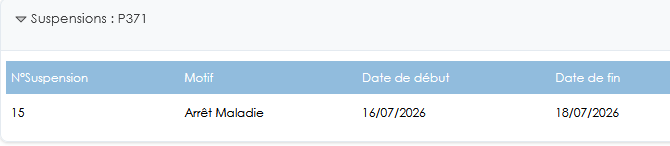 Suspensions : P371
N°Suspension Motif Date de début Date de fin
15 Arrêt Maladie 16/07/2026 18/07/2026